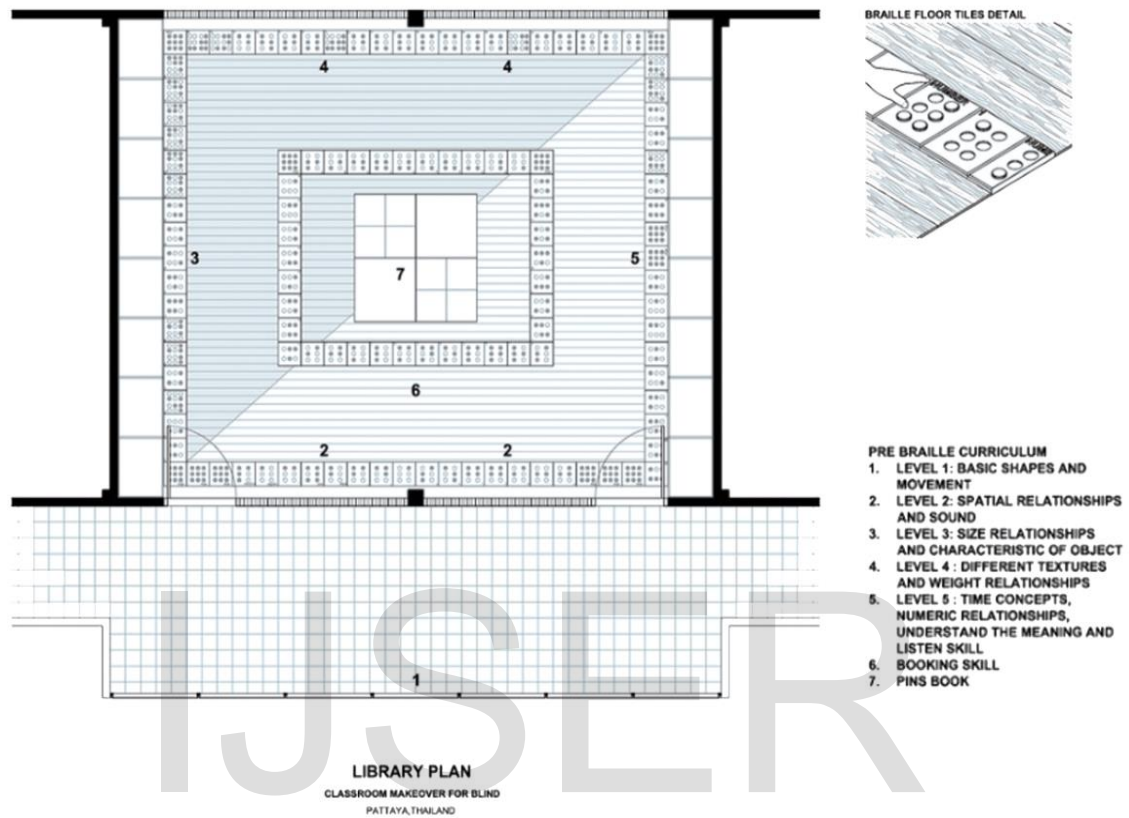 BRAILLE FLOOR TILES DETAIL
4 4
3
5
7
6
2 2
1
PRE BRAILLE CURRICULUM
1. LEVEL 1: BASIC SHAPES AND
MOVEMENT
2. LEVEL 2: SPATIAL RELATIONSHIPS
AND SOUND
3. LEVEL 3: SIZE RELATIONSHIPS
AND CHARACTERISTIC OF OBJECT
4. LEVEL 4 : DIFFERENT TEXTURES
AND WEIGHT RELATIONSHIPS
5. LEVEL 5 : TIME CONCEPTS,
NUMERIC RELATIONSHIPS,
UNDERSTAND THE MEANING AND
LISTEN SKILL
6. BOOKING SKILL
7. PINS BOOK
IJSER
LIBRARY PLAN
CLASSROOM MAKEOVER FOR BLIND
PATTAYA,THAILAND